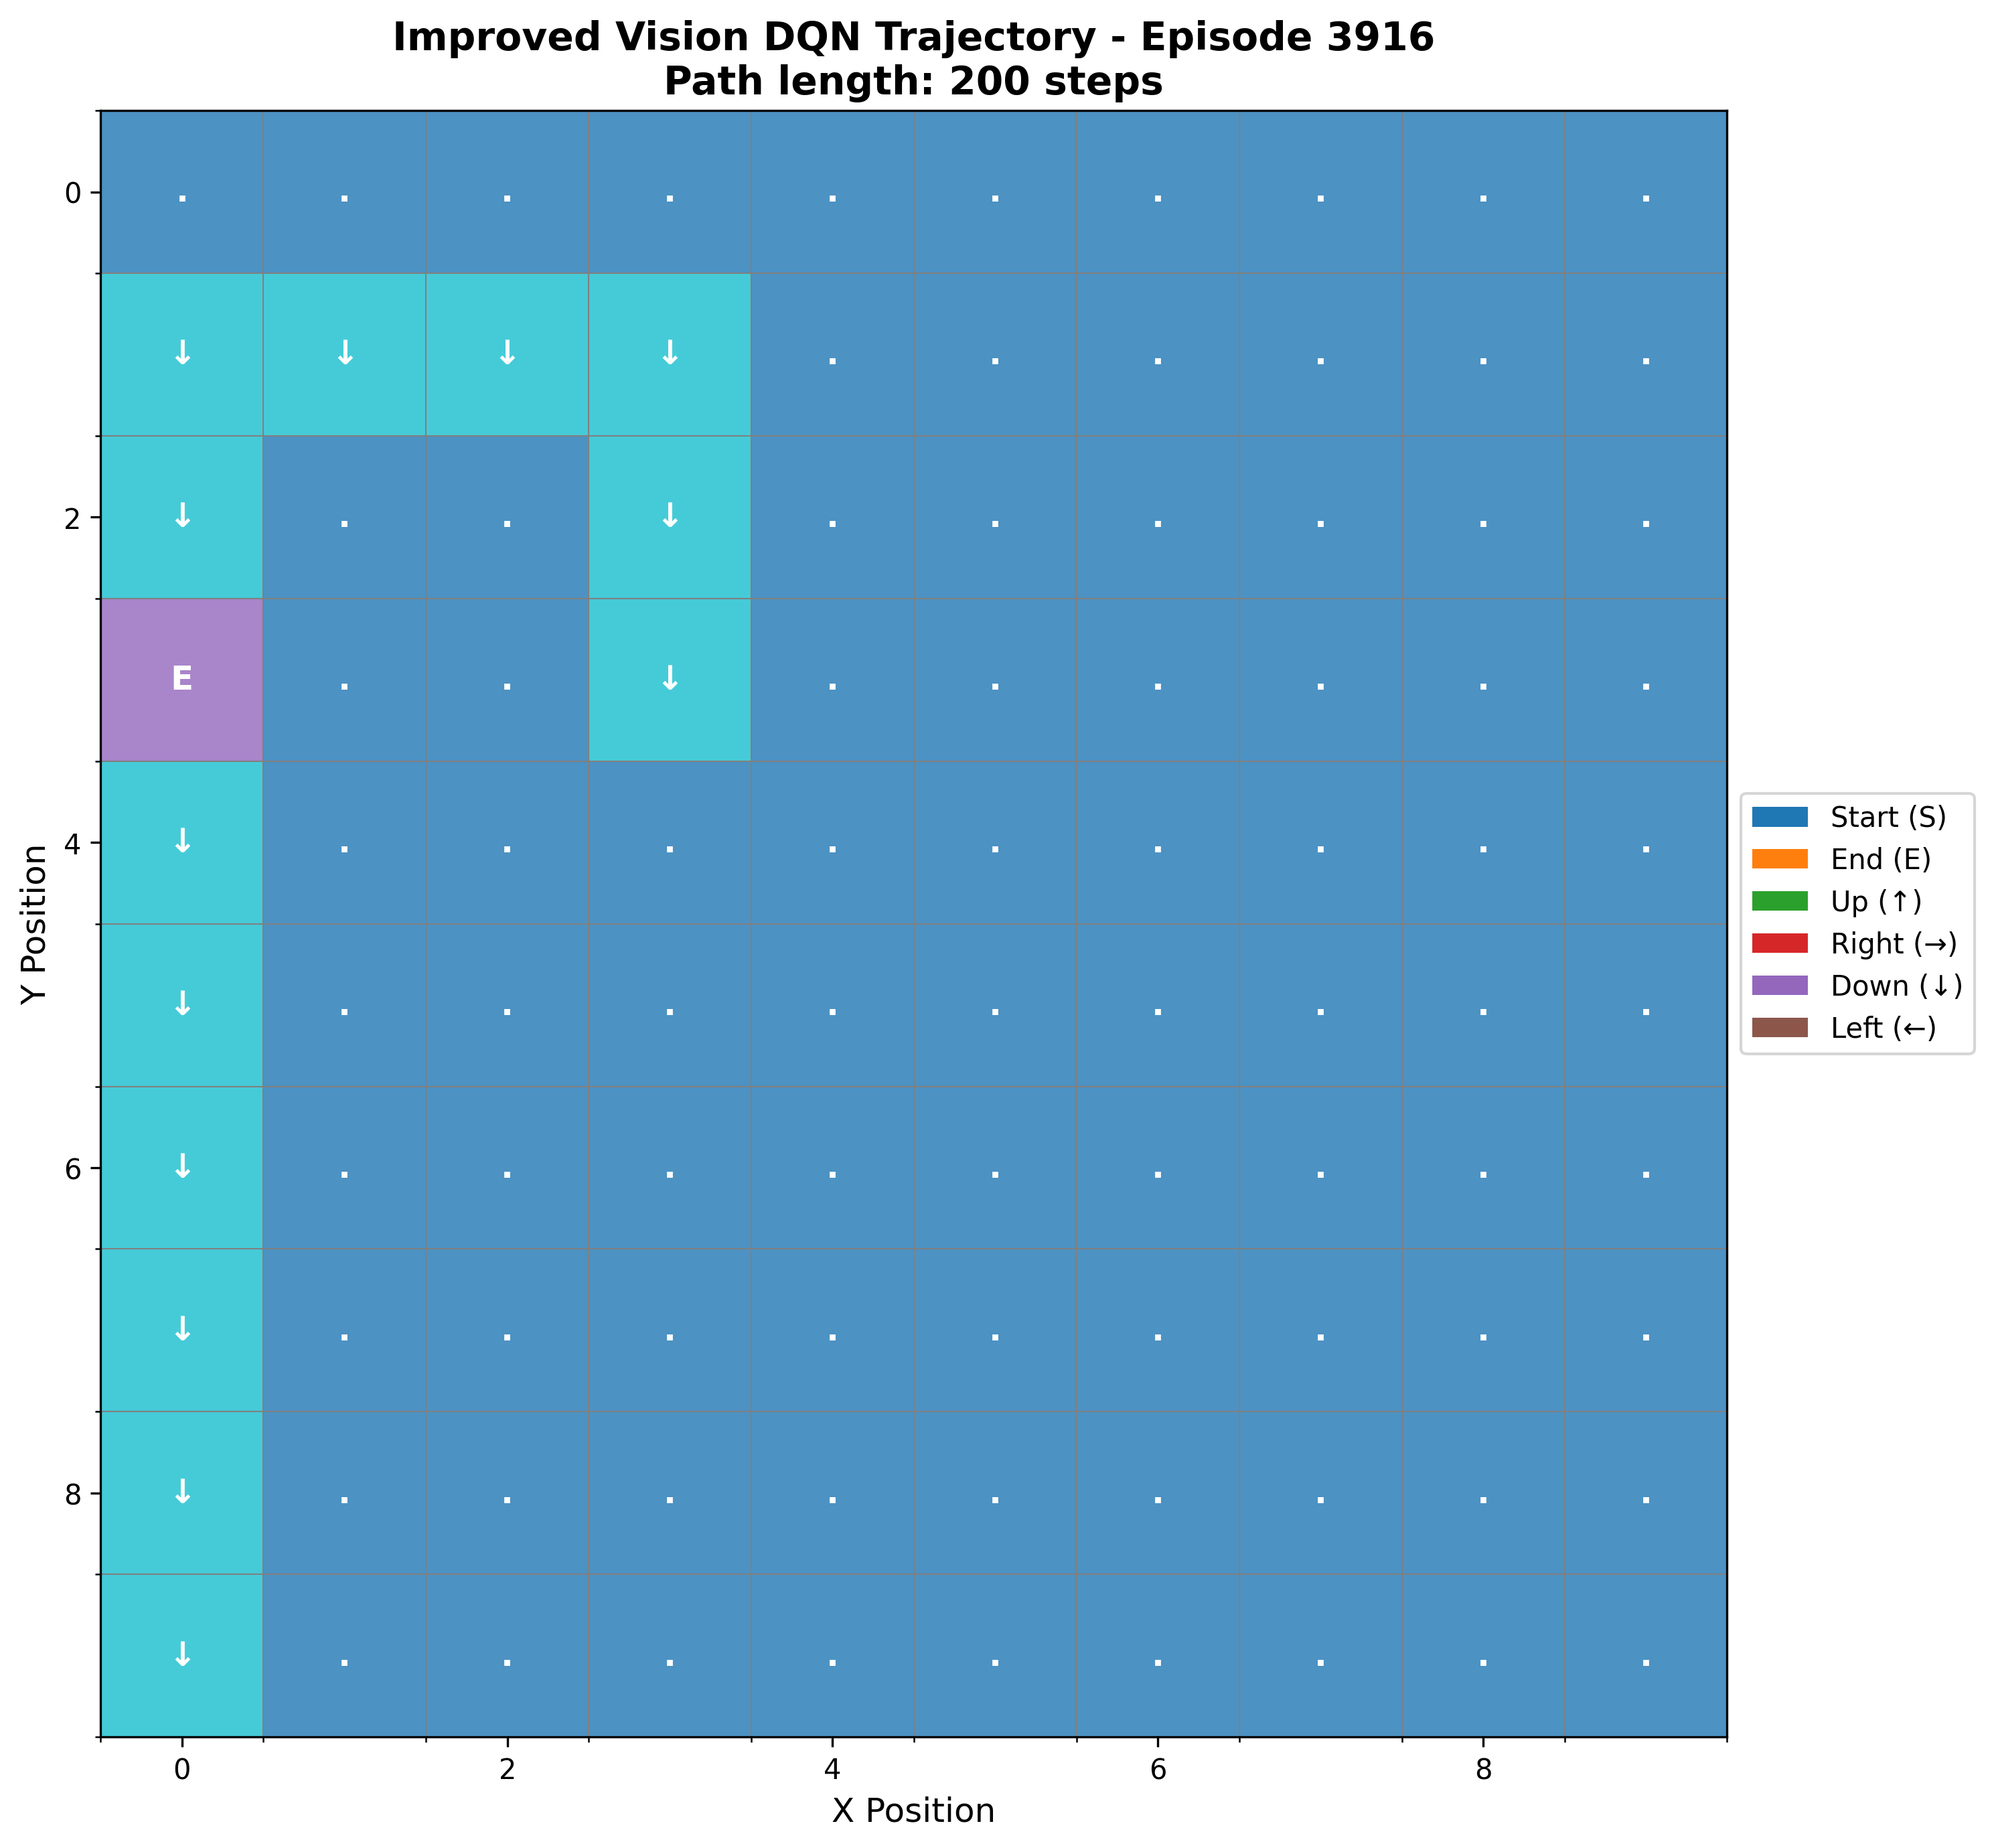 Improved Vision DQN Trajectory - Episode 3916
Path length: 200 steps
0
. . . . . . . . . .
↓ ↓ ↓ ↓ . . . . . .
2
↓ . . ↓ . . . . . .
E . . ↓ . . . . . .
4
↓ . . . . . . . . .
↓ . . . . . . . . .
6
↓ . . . . . . . . .
↓ . . . . . . . . .
8
↓ . . . . . . . . .
↓ . . . . . . . . .
0 2 4 6 8
X Position
Y Position
Start (S)
End (E)
Up (↑)
Right (→)
Down (↓)
Left (←)